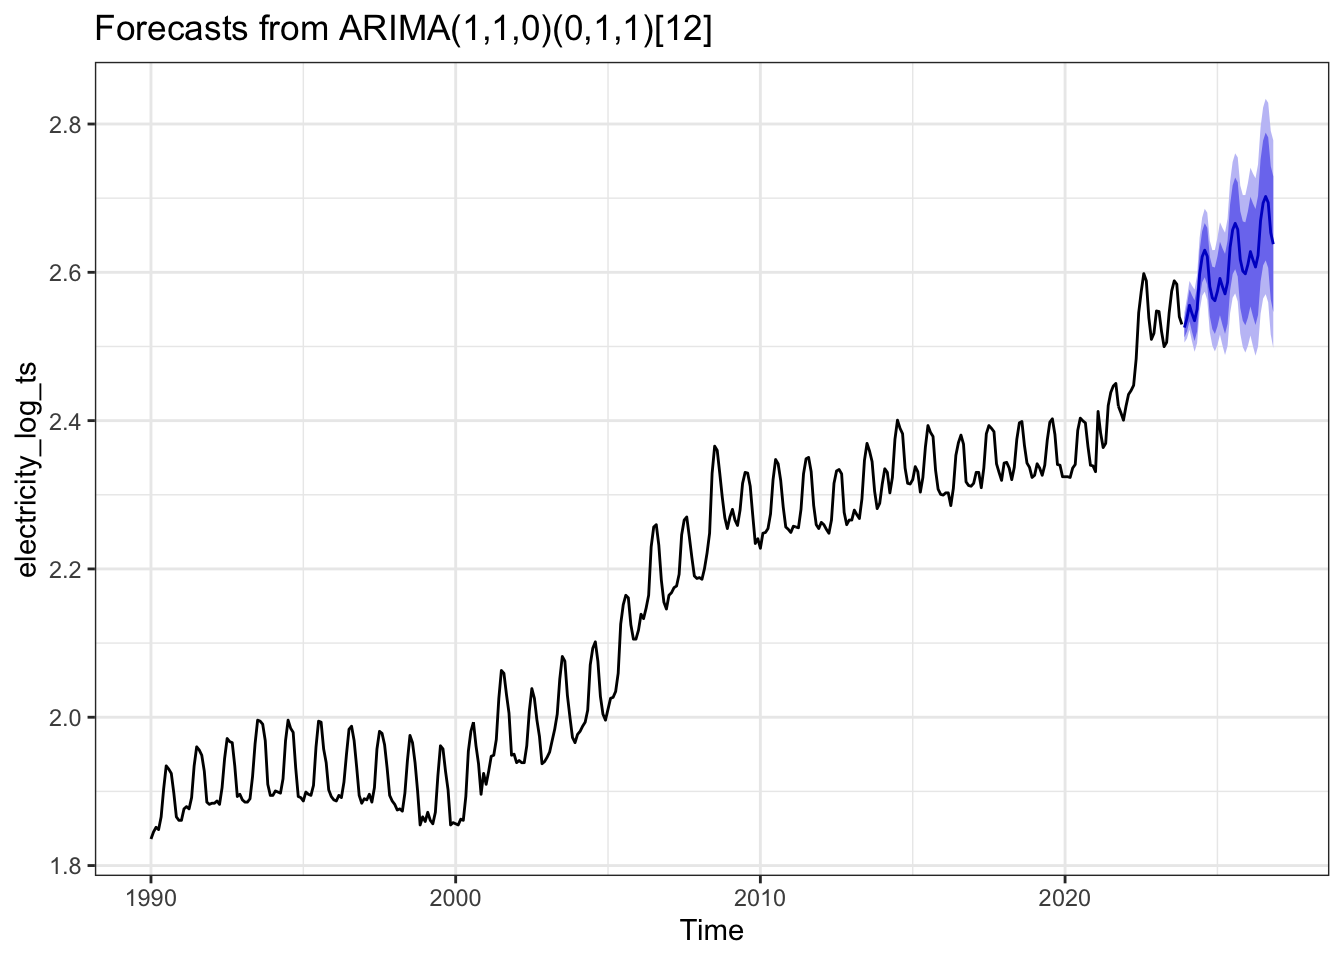 Forecasts from ARIMA(1,1,0)(0,1,1)[12]
electricity_log_ts
2.8
2.6
2.4
2.2
2.0
1.8
1990 2000 2010 2020
Time